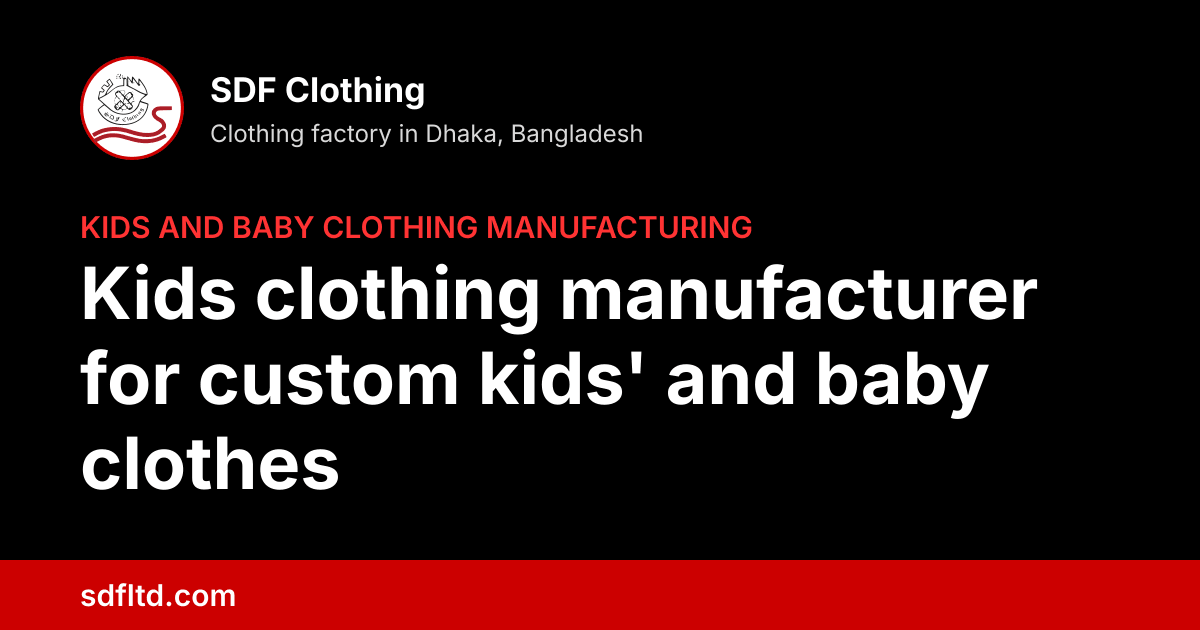 SDF Clothing
Clothing factory in Dhaka, Bangladesh
KIDS AND BABY CLOTHING MANUFACTURING
Kids clothing manufacturer
for custom kids' and baby
clothes
sdfltd.com